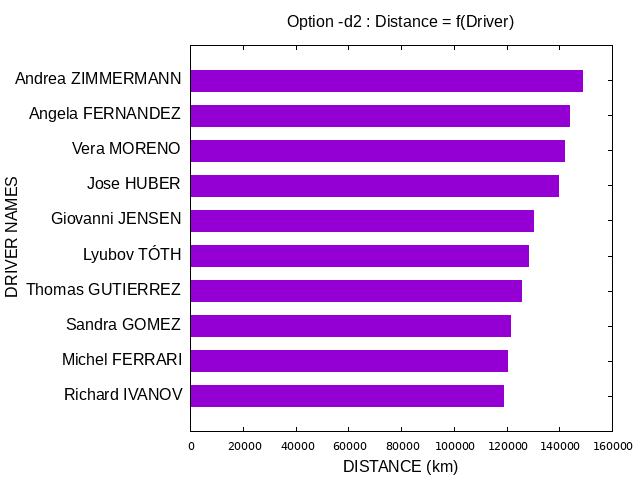 Option -d2 : Distance = f(Driver)
Andrea ZIMMERMANN
Angela FERNANDEZ
Vera MORENO
Jose HUBER
Giovanni JENSEN
Lyubov TÓTH
Thomas GUTIERREZ
Sandra GOMEZ
Michel FERRARI
Richard IVANOV
DRIVER NAMES
0 20000 40000 60000 80000 100000 120000 140000 160000
DISTANCE (km)